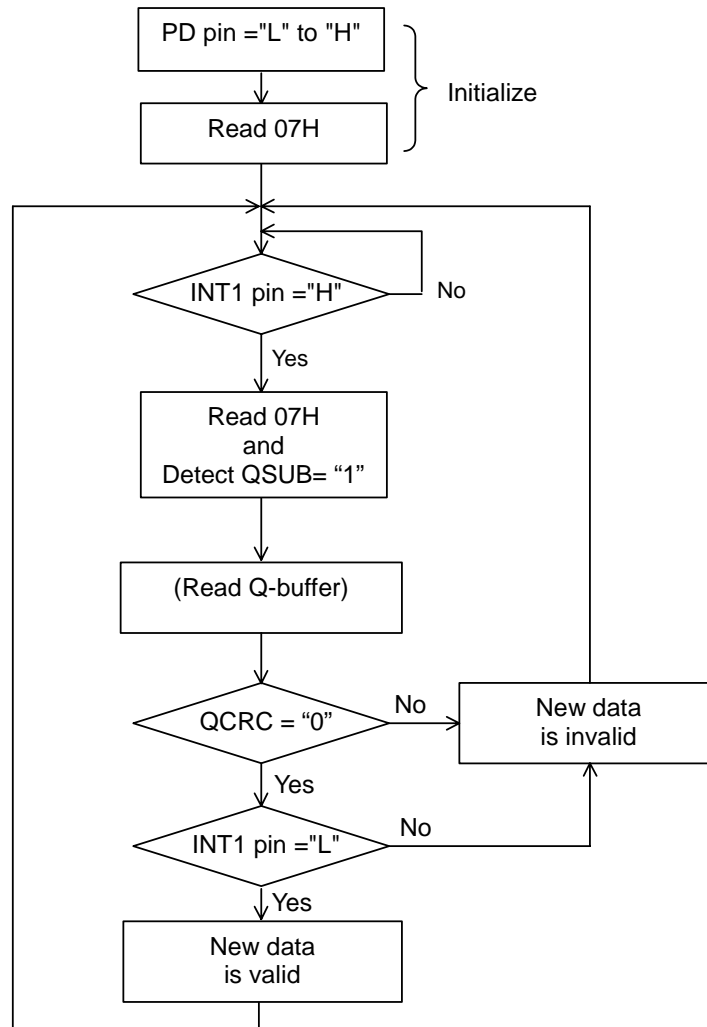 PD pin ="L" to "H"
Initialize
Read 07H
INT1 pin ="H"
No
Yes
Read 07H
and
Detect QSUB= “1”
(Read Q-buffer)
QCRC = “0”
No
New data
is invalid
Yes
INT1 pin ="L"
No
Yes
New data
is valid